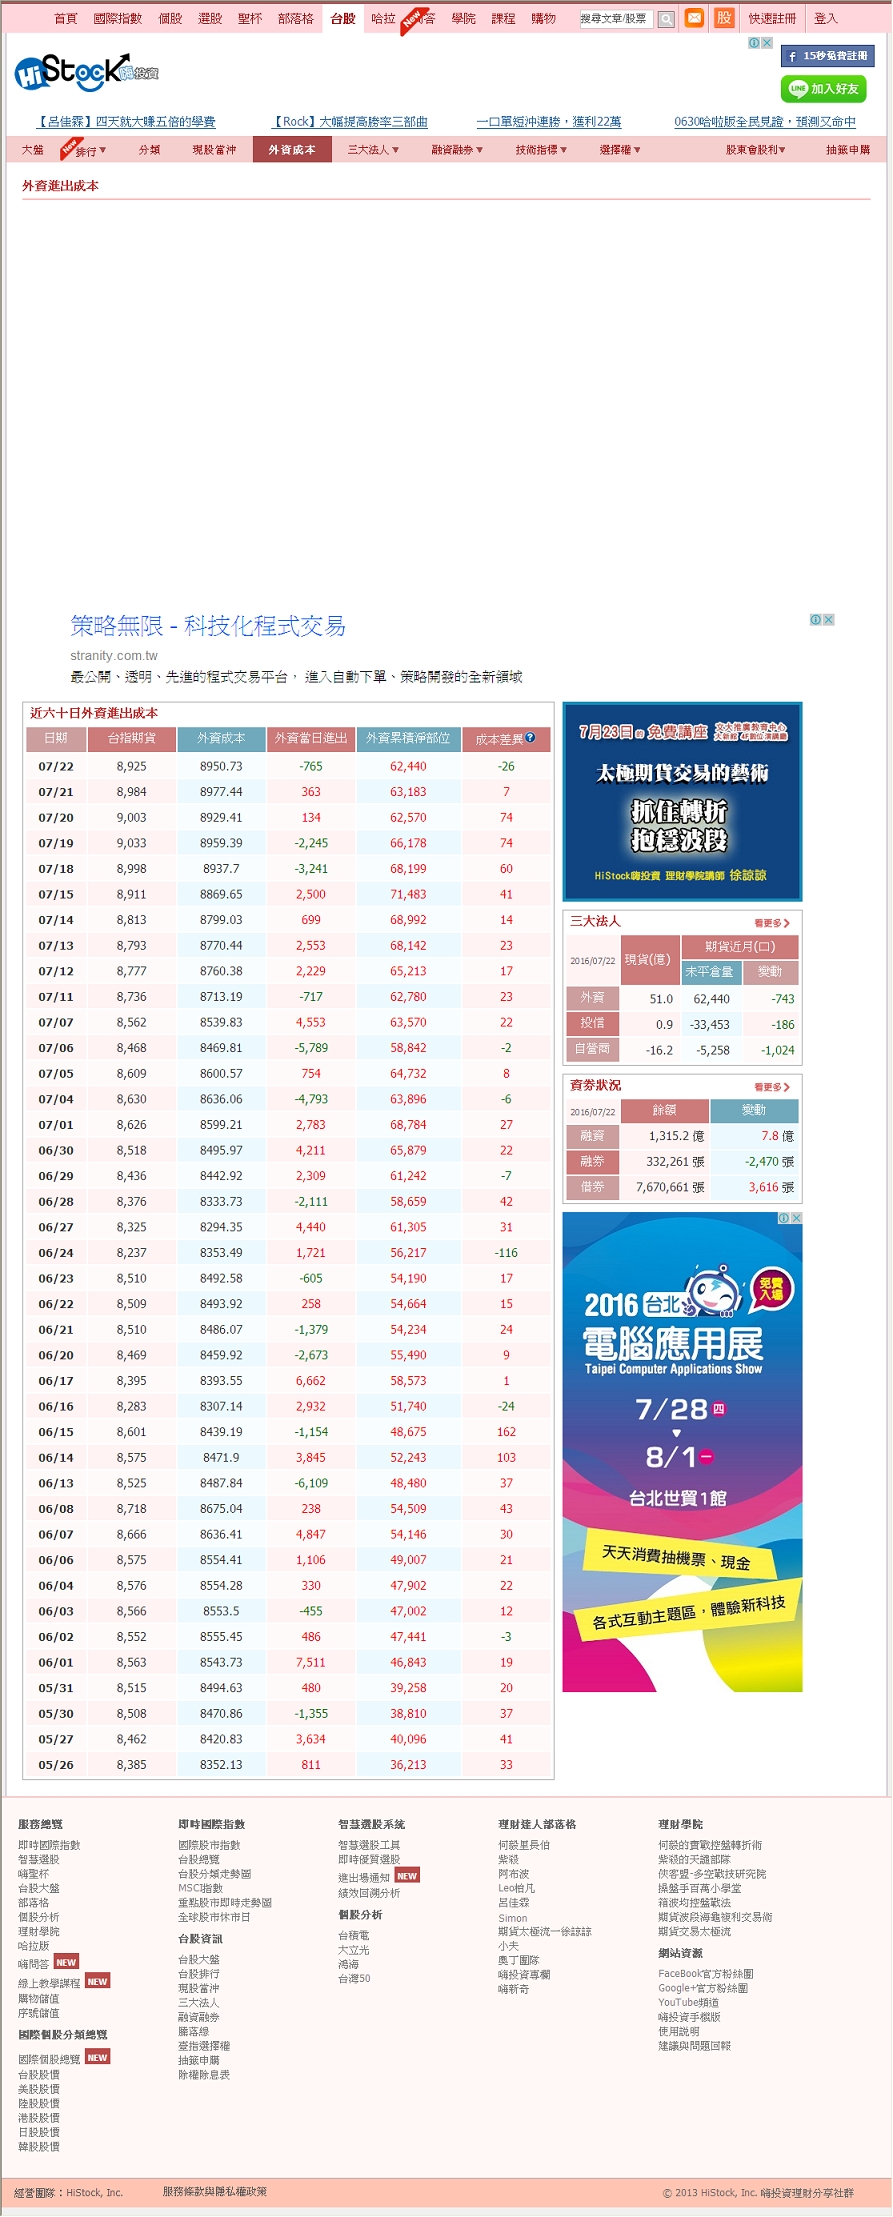 首頁 國際指數 個股 選股 聖杯 部落格 台股 哈拉 New 問答 學院 課程 購物 搜尋文章/股票 股 快速註冊 登入
HiStock 嗨投資
f 15秒免費註冊
LINE 加入好友
【呂佳霖】四天就大賺五倍的學費 【Rock】大幅提高勝率三部曲 一口單短沖連勝，獲利22萬 0630哈啦版全民見證，預測又命中
大盤 New 排行▼ 分類 現股當沖 外資成本 三大法人▼ 融資融券▼ 技術指標▼ 選擇權▼ 股東會股利▼ 抽籤申購
外資進出成本
策略無限 - 科技化程式交易
stranity.com.tw
最公開、透明、先進的程式交易平台， 進入自動下單、策略開發的全新領域
近六十日外資進出成本
日期 台指期貨 外資成本 外資當日進出 外資累積淨部位 成本差異?
07/22 8,925 8950.73 -765 62,440 -26
07/21 8,984 8977.44 363 63,183 7
07/20 9,003 8929.41 134 62,570 74
07/19 9,033 8959.39 -2,245 66,178 74
07/18 8,998 8937.7 -3,241 68,199 60
07/15 8,911 8869.65 2,500 71,483 41
07/14 8,813 8799.03 699 68,992 14
07/13 8,793 8770.44 2,553 68,142 23
07/12 8,777 8760.38 2,229 65,213 17
07/11 8,736 8713.19 -717 62,780 23
07/07 8,562 8539.83 4,553 63,570 22
07/06 8,468 8469.81 -5,789 58,842 -2
07/05 8,609 8600.57 754 64,732 8
07/04 8,630 8636.06 -4,793 63,896 -6
07/01 8,626 8599.21 2,783 68,784 27
06/30 8,518 8495.97 4,211 65,879 22
06/29 8,436 8442.92 2,309 61,242 -7
06/28 8,376 8333.73 -2,111 58,659 42
06/27 8,325 8294.35 4,440 61,305 31
06/24 8,237 8353.49 1,721 56,217 -116
06/23 8,510 8492.58 -605 54,190 17
06/22 8,509 8493.92 258 54,664 15
06/21 8,510 8486.07 -1,379 54,234 24
06/20 8,469 8459.92 -2,673 55,490 9
06/17 8,395 8393.55 6,662 58,573 1
06/16 8,283 8307.14 2,932 51,740 -24
06/15 8,601 8439.19 -1,154 48,675 162
06/14 8,575 8471.9 3,845 52,243 103
06/13 8,525 8487.84 -6,109 48,480 37
06/08 8,718 8675.04 238 54,509 43
06/07 8,666 8636.41 4,847 54,146 30
06/06 8,575 8554.41 1,106 49,007 21
06/04 8,576 8554.28 330 47,902 22
06/03 8,566 8553.5 -455 47,002 12
06/02 8,552 8555.45 486 47,441 -3
06/01 8,563 8543.73 7,511 46,843 19
05/31 8,515 8494.63 480 39,258 20
05/30 8,508 8470.86 -1,355 38,810 37
05/27 8,462 8420.83 3,634 40,096 41
05/26 8,385 8352.13 811 36,213 33
7月23日的 免費講座 文大推廣教育中心
太極期貨交易的藝術
抓住轉折
抱穩波段
HiStock嗨投資 理財學院講師 徐諒諒
三大法人 看更多
2016/07/22 現貨(億) 期貨近月(口)
未平倉量 變動
外資 51.0 62,440 -743
投信 0.9 -33,453 -186
自營商 -16.2 -5,258 -1,024
資券狀況 看更多
2016/07/22 餘額 變動
融資 1,315.2 億 7.8 億
融券 332,261 張 -2,470 張
借券 7,670,661 張 3,616 張
免費入場
2016 台北
電腦應用展
Taipei Computer Applications Show
7/28 四
8/1 一
台北世貿1館
天天消費抽機票、現金
各式互動主題區，體驗新科技
服務總覽
即時國際指數
智慧選股
嗨聖杯
台股大盤
部落格
個股分析
理財學院
哈拉版
嗨問答 NEW
線上教學課程 NEW
購物儲值
序號儲值
國際個股分類總覽
國際個股總覽 NEW
台股股價
美股股價
陸股股價
港股股價
日股股價
韓股股價
即時國際指數
國際股市指數
台股總覽
台股分類走勢圖
MSCI指數
重點股市即時走勢圖
全球股市休市日
台股資訊
台股大盤
台股排行
現股當沖
三大法人
融資融券
騰落線
臺指選擇權
抽籤申購
除權除息表
智慧選股系統
智慧選股工具
即時優質選股
進出場通知 NEW
績效回溯分析
個股分析
台積電
大立光
鴻海
台灣50
理財達人部落格
何毅里長伯
紫殺
阿布波
Leo柏凡
呂佳霖
Simon
期貨太極流—徐諒諒
小夫
奧丁團隊
嗨投資專欄
嗨新奇
理財學院
何毅的實戰控盤轉折術
紫殺的天讖部隊
俠客盟-多空戰技研究院
操盤手百萬小學堂
箱波均控盤戰法
期貨波段海龜複利交易術
期貨交易太極流
網站資源
FaceBook官方粉絲團
Google+官方粉絲團
YouTube頻道
嗨投資手機版
使用說明
建議與問題回報
經營團隊：HiStock, Inc. 服務條款與隱私權政策 © 2013 HiStock, Inc. 嗨投資理財分享社群